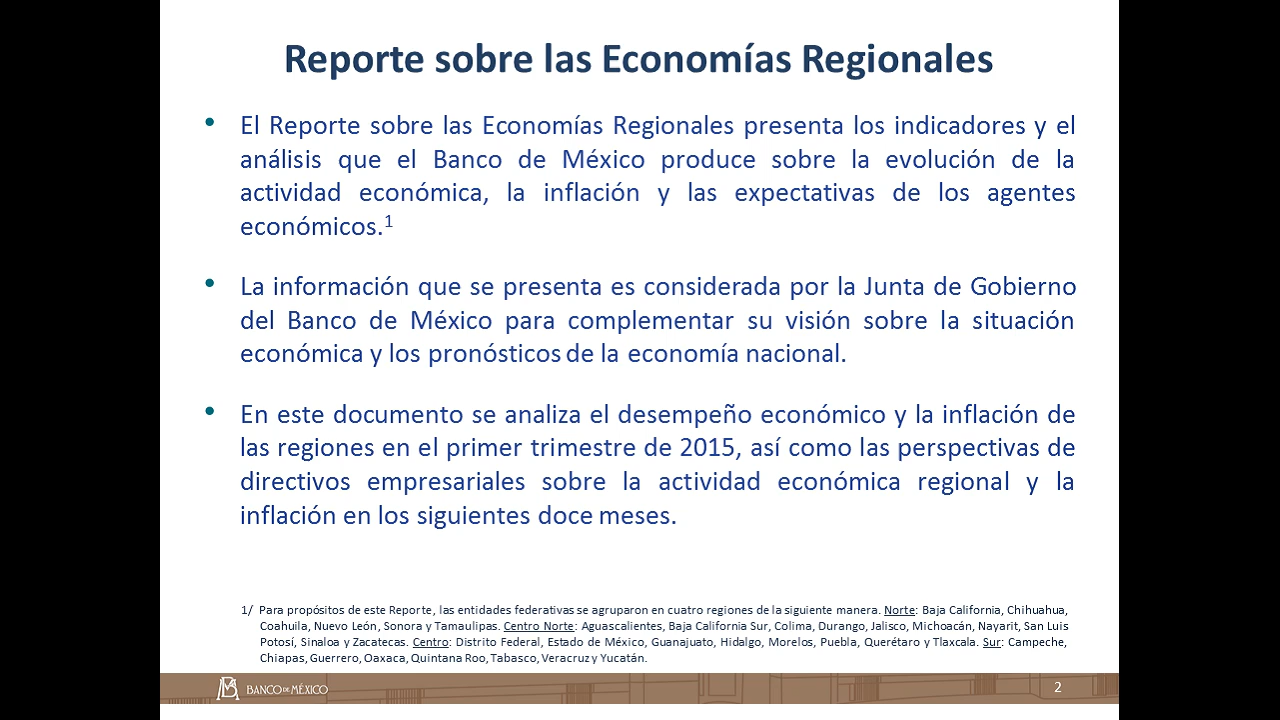 Reporte sobre las Economías Regionales
• El Reporte sobre las Economías Regionales presenta los indicadores y el
análisis que el Banco de México produce sobre la evolución de la
actividad económica, la inflación y las expectativas de los agentes
económicos.1
• La información que se presenta es considerada por la Junta de Gobierno
del Banco de México para complementar su visión sobre la situación
económica y los pronósticos de la economía nacional.
• En este documento se analiza el desempeño económico y la inflación de
las regiones en el primer trimestre de 2015, así como las perspectivas de
directivos empresariales sobre la actividad económica regional y la
inflación en los siguientes doce meses.
1/ Para propósitos de este Reporte, las entidades federativas se agruparon en cuatro regiones de la siguiente manera. Norte: Baja California, Chihuahua,
Coahuila, Nuevo León, Sonora y Tamaulipas. Centro Norte: Aguascalientes, Baja California Sur, Colima, Durango, Jalisco, Michoacán, Nayarit, San Luis
Potosí, Sinaloa y Zacatecas. Centro: Distrito Federal, Estado de México, Guanajuato, Hidalgo, Morelos, Puebla, Querétaro y Tlaxcala. Sur: Campeche,
Chiapas, Guerrero, Oaxaca, Quintana Roo, Tabasco, Veracruz y Yucatán.
BANCO DE MÉXICO
2